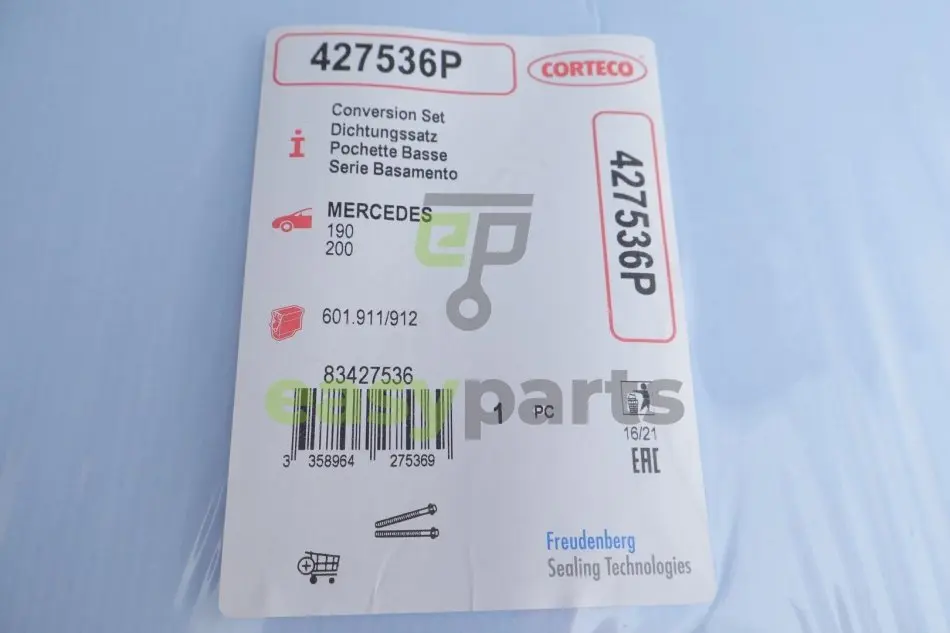 427536P
CORTECO
i
Conversion Set
Dichtungssatz
Pochette Basse
Serie Basamento
427536P
MERCEDES
190
200
ep
601.911/912
83427536
easyparts
1 PC
3 358964 275369
16/21
EAC
Freudenberg
Sealing Technologies